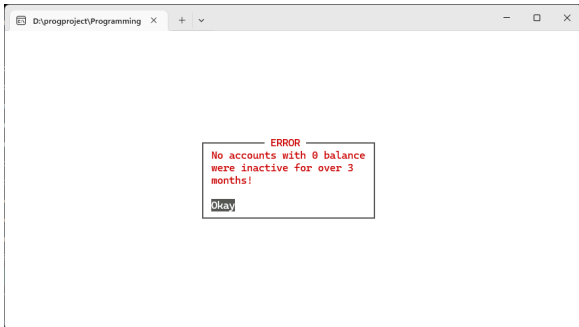 D:\progproject\Programming
ERROR
No accounts with 0 balance
were inactive for over 3
months!
Okay